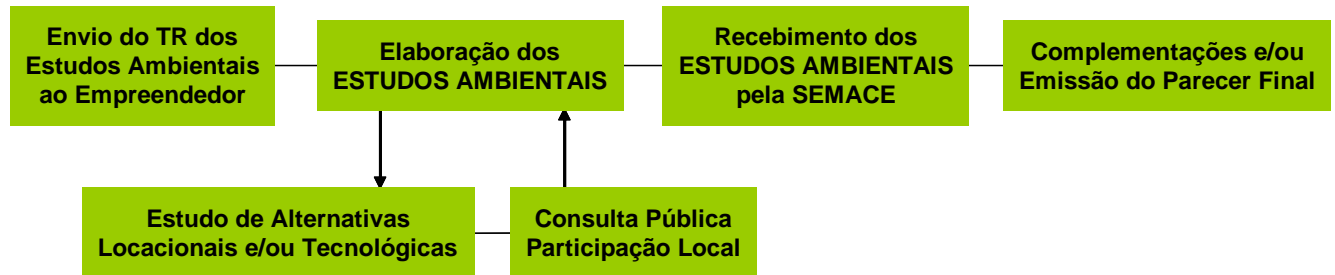 Envio do TR dos
Estudos Ambientais
ao Empreendedor
Elaboração dos
ESTUDOS AMBIENTAIS
Recebimento dos
ESTUDOS AMBIENTAIS
pela SEMACE
Complementações e/ou
Emissão do Parecer Final
Estudo de Alternativas
Locacionais e/ou Tecnológicas
Consulta Pública
Participação Local